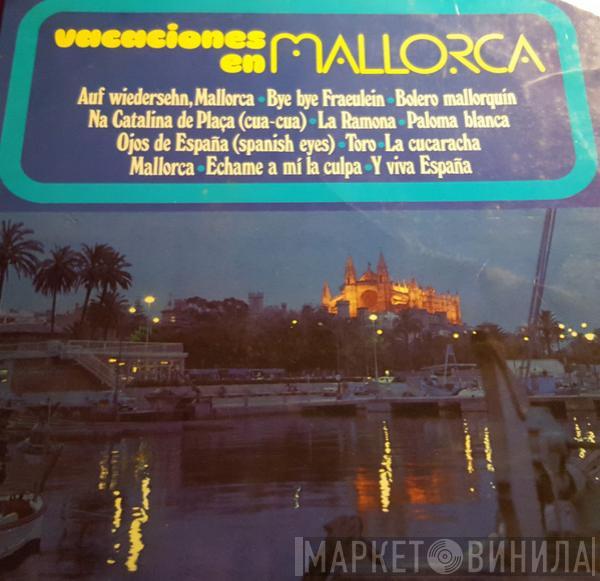 vacaciones
en MALLORCA
Auf wiedersehn, Mallorca • Bye bye Fraeulein • Bolero mallorquín
Na Catalina de Plaça (cua-cua) • La Ramona • Paloma blanca
Ojos de España (spanish eyes) • Toro • La cucaracha
Mallorca • Echame a mí la culpa • Y viva España
МАРКЕТ ВИНИЛА